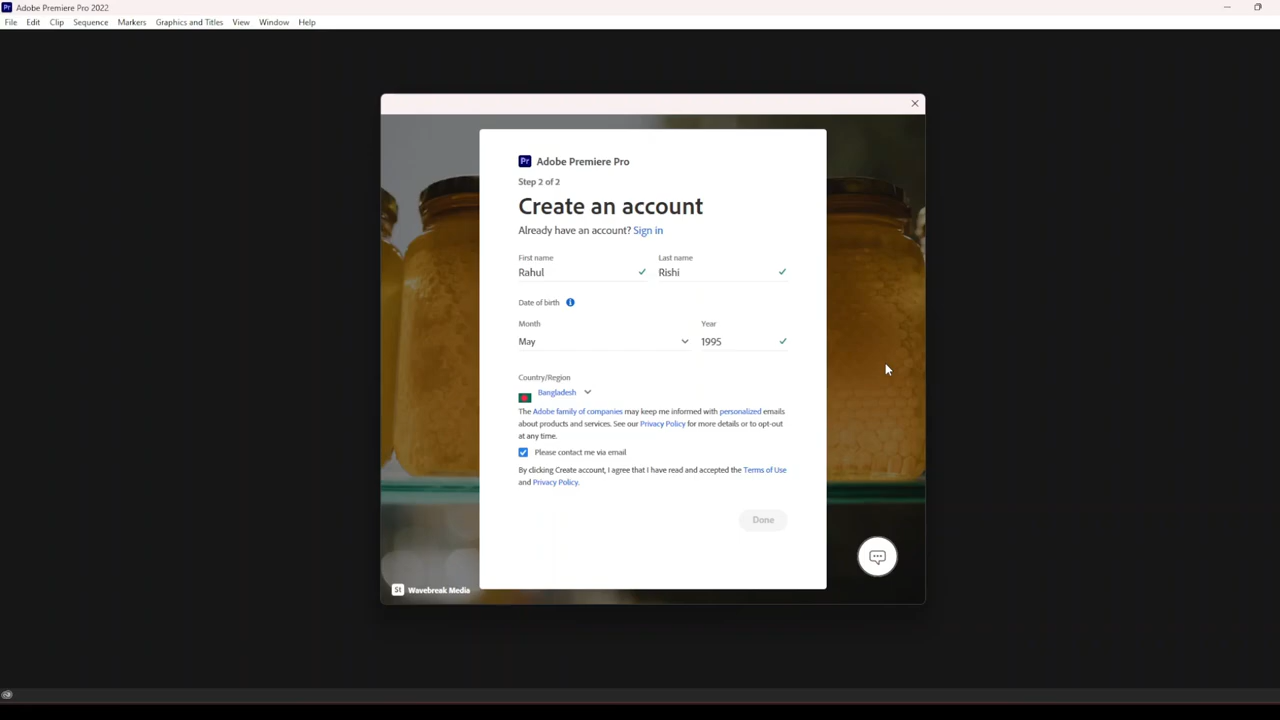 Pr Adobe Premiere Pro 2022
File Edit Clip Sequence Markers Graphics and Titles View Window Help
Pr Adobe Premiere Pro
Step 2 of 2
Create an account
Already have an account? Sign in
First name Last name
Rahul Rishi
Date of birth
Month Year
May 1995
Country/Region
Bangladesh
The Adobe family of companies may keep me informed with personalized emails
about products and services. See our Privacy Policy for more details or to opt-out
at any time.
Please contact me via email
By clicking Create account, I agree that I have read and accepted the Terms of Use
and Privacy Policy.
Done
St Wavebreak Media